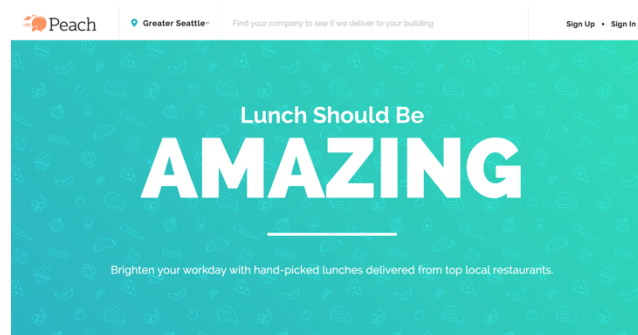 Peach
Greater Seattle
Find your company to see if we deliver to your building
Sign Up • Sign In
Lunch Should Be
AMAZING
Brighten your workday with hand-picked lunches delivered from top local restaurants.